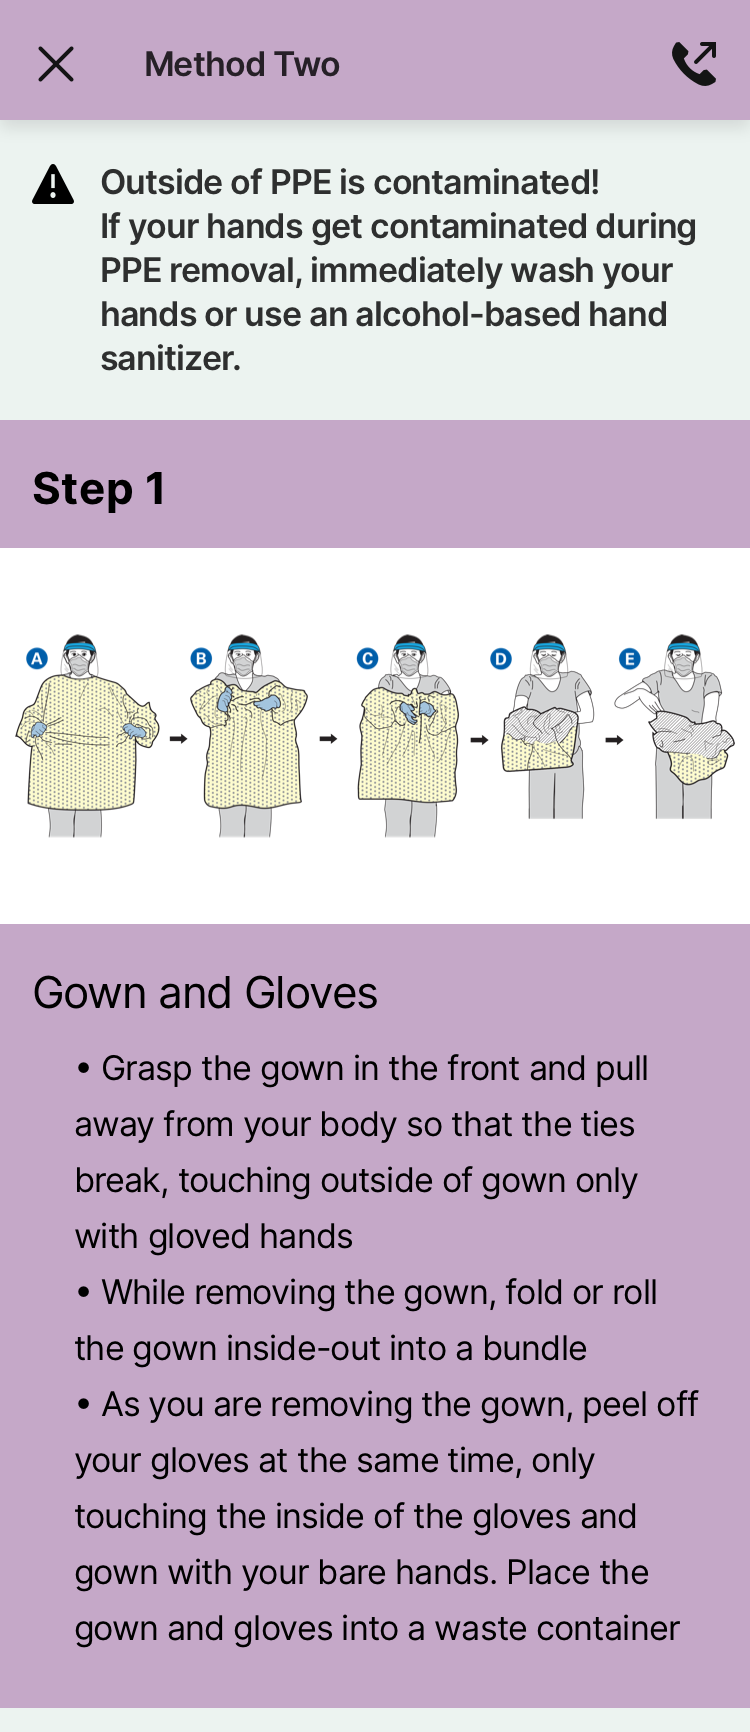 Method Two
Outside of PPE is contaminated!
If your hands get contaminated during
PPE removal, immediately wash your
hands or use an alcohol-based hand
sanitizer.
Step 1
A B C D E
Gown and Gloves
• Grasp the gown in the front and pull
away from your body so that the ties
break, touching outside of gown only
with gloved hands
• While removing the gown, fold or roll
the gown inside-out into a bundle
• As you are removing the gown, peel off
your gloves at the same time, only
touching the inside of the gloves and
gown with your bare hands. Place the
gown and gloves into a waste container